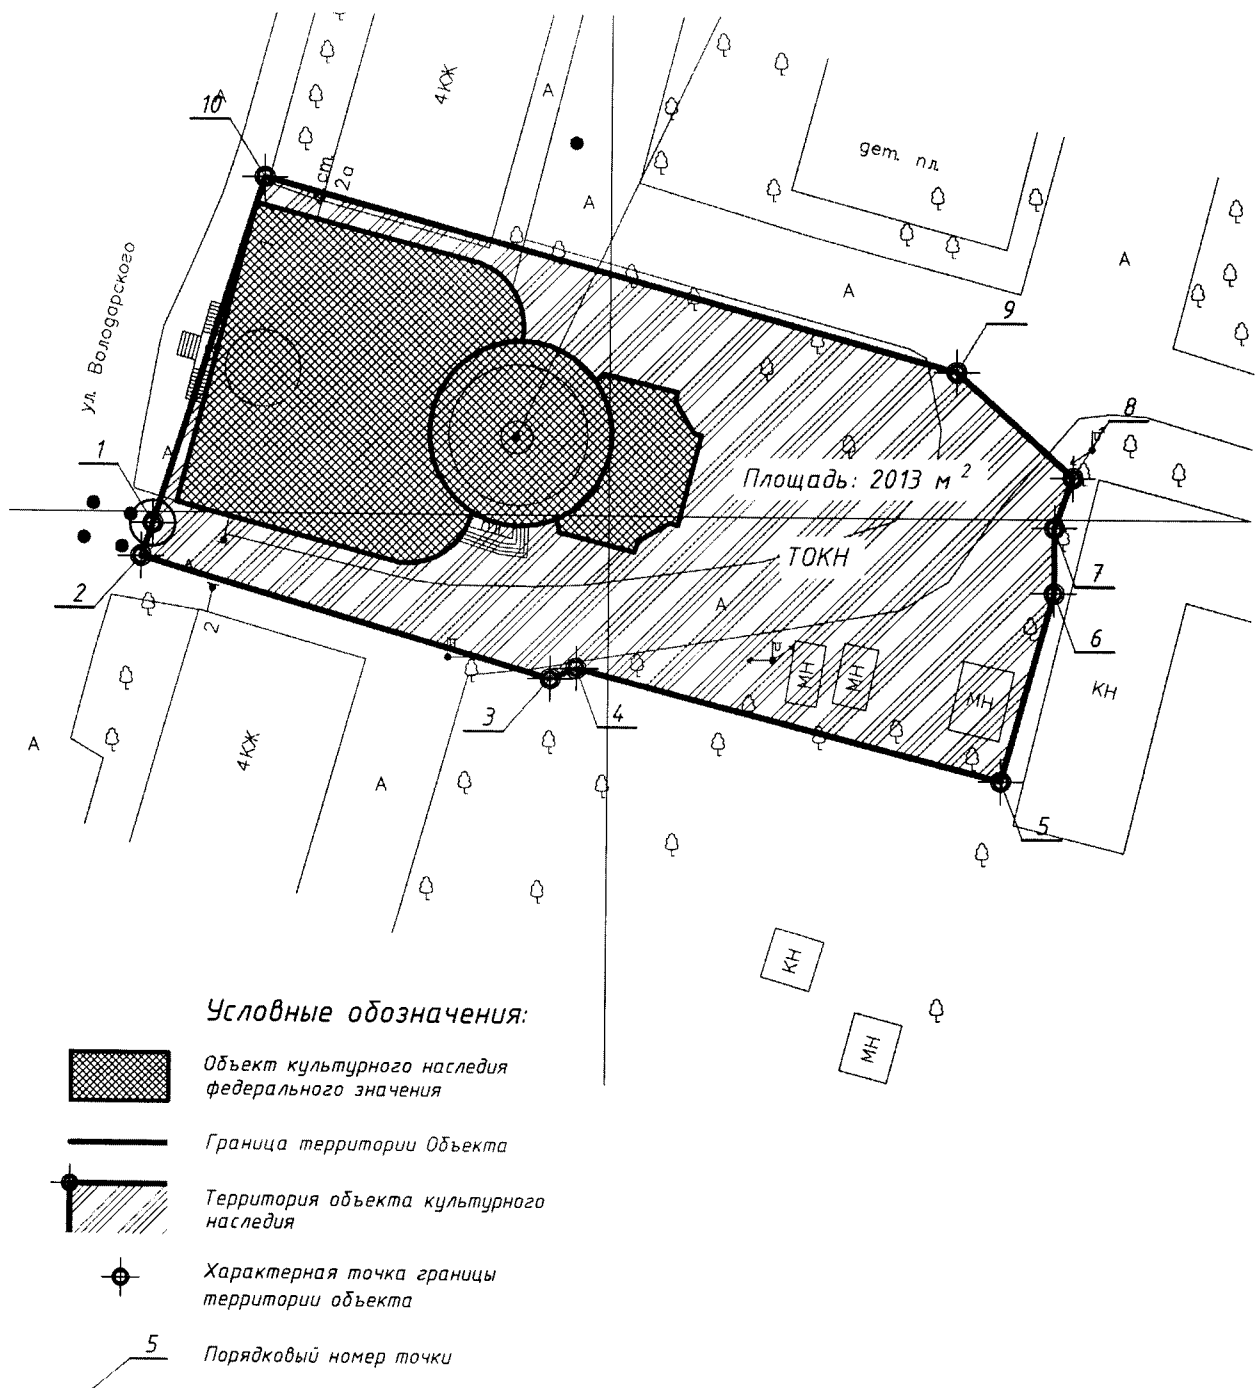 10
А
4КЖ
А
ст.
2а
А
дет. пл.
А
А
9
ул. Володарского
8
1
А
Площадь: 2013 м 2
ТОКН
7
2
А
А
6
2
п
п
МН
МН
МН
КН
3
4
А
4КЖ
А
5
КН
МН
Условные обозначения:
Объект культурного наследия
федерального значения
Граница территории Объекта
Территория объекта культурного
наследия
Характерная точка границы
территории объекта
5
Порядковый номер точки